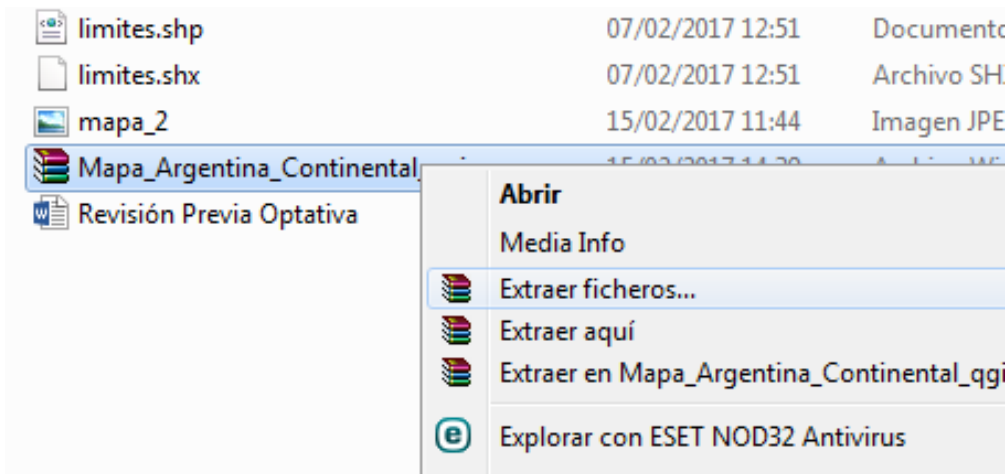 limites.shp 07/02/2017 12:51 Documento
limites.shx 07/02/2017 12:51 Archivo SH
mapa_2 15/02/2017 11:44 Imagen JPE
Mapa_Argentina_Continental
Revisión Previa Optativa
Abrir
Media Info
Extraer ficheros...
Extraer aquí
Extraer en Mapa_Argentina_Continental_qgi
Explorar con ESET NOD32 Antivirus